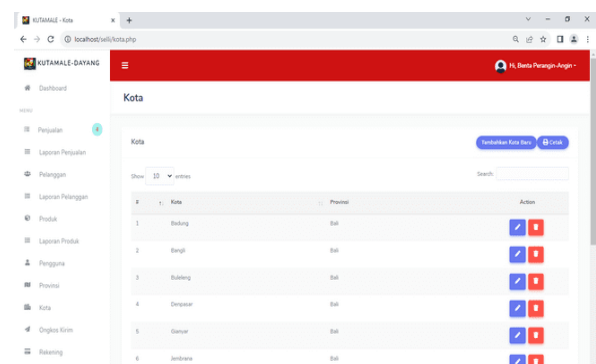 KUTAMALE - Kota
localhost/selli/kota.php
KUTAMALE-DAYANG
Hi, Benta Perangin-Angin
Dashboard
Kota
MENU
Penjualan 4
Kota
Tambahkan Kota Baru
Cetak
Laporan Penjualan
Pelanggan
Show 10 entries
Search:
Laporan Pelanggan
# Kota Provinsi Action
Produk
1 Badung Bali
Laporan Produk
2 Bangli Bali
Pengguna
3 Buleleng Bali
Provinsi
Kota
4 Denpasar Bali
Ongkos Kirim
5 Gianyar Bali
Rekening
6 Jembrana Bali